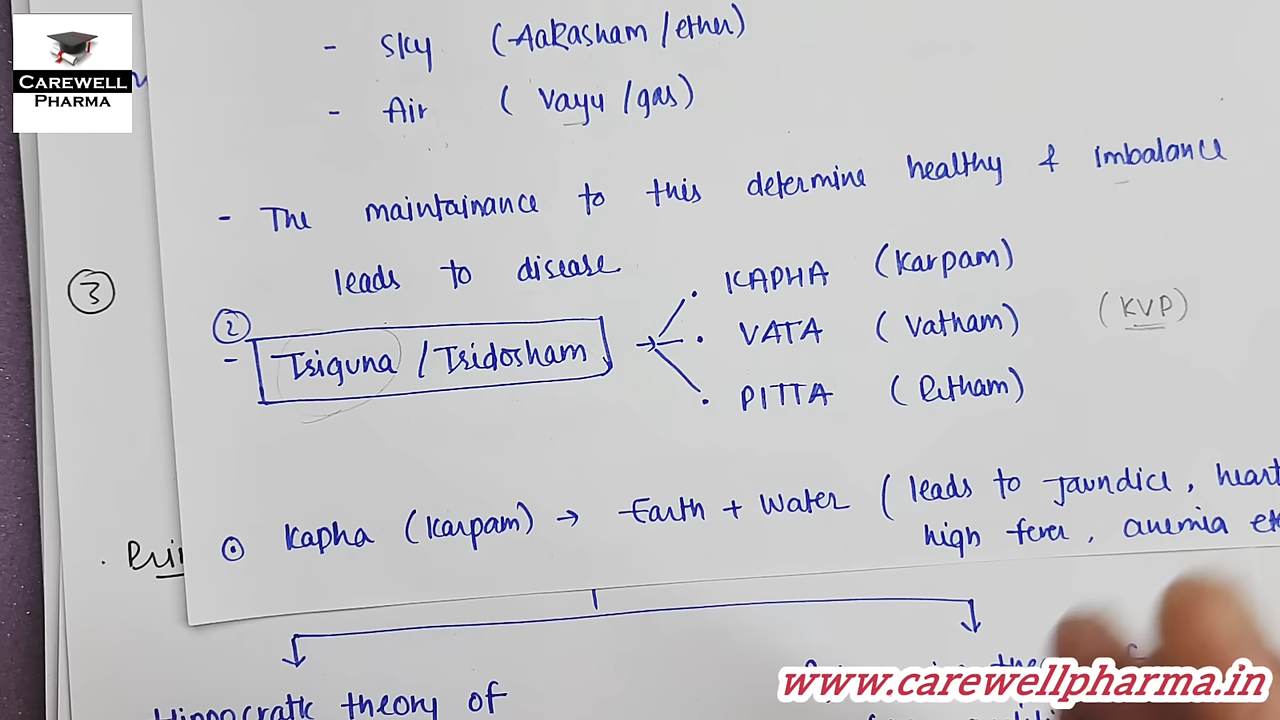 CAREWELL
PHARMA
- Sky (Aakasham/ether)
- Air (Vayu/gas)
- The maintainance to this determine healthy & imbalance
leads to disease
③
②
- Triguna / Tridosham → . KAPHA (Karpam)
. VATA (Vatham) (KVP)
. PITTA (Pitham)
⊙ Kapha (Karpam) → Earth + Water (leads to Jaundice, heart
high fever, anemia et
. Pri
Hippocratic theory of
www.carewellpharma.in